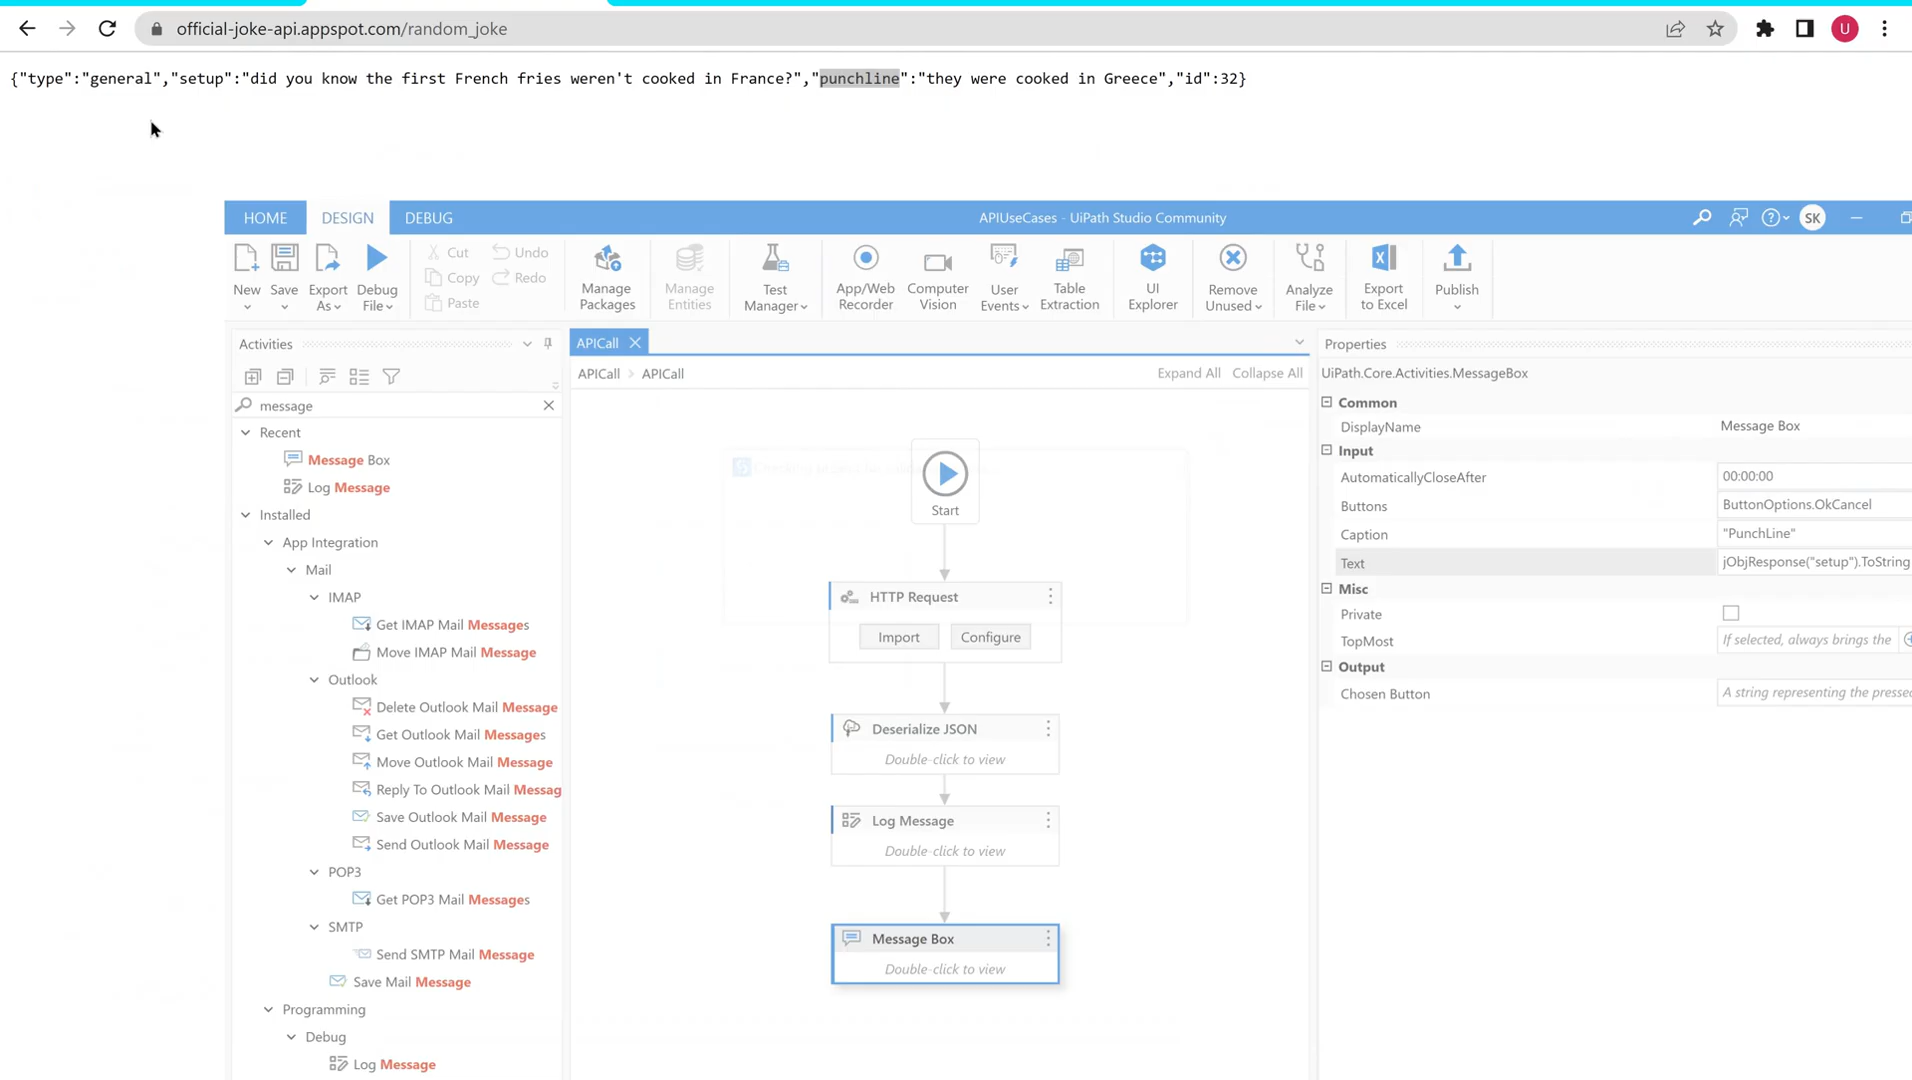 official-joke-api.appspot.com/random_joke
U
{"type":"general","setup":"did you know the first French fries weren't cooked in France?","punchline":"they were cooked in Greece","id":32}
HOME DESIGN DEBUG APIUseCases - UiPath Studio Community SK
New Save Export As Debug File
Cut Undo
Copy Redo
Paste
Manage Packages
Manage Entities
Test Manager
App/Web Recorder
Computer Vision
User Events
Table Extraction
UI Explorer
Remove Unused
Analyze File
Export to Excel
Publish
Activities
message
Recent
Message Box
Log Message
Installed
App Integration
Mail
IMAP
Get IMAP Mail Messages
Move IMAP Mail Message
Outlook
Delete Outlook Mail Message
Get Outlook Mail Messages
Move Outlook Mail Message
Reply To Outlook Mail Messag
Save Outlook Mail Message
Send Outlook Mail Message
POP3
Get POP3 Mail Messages
SMTP
Send SMTP Mail Message
Save Mail Message
Programming
Debug
Log Message
APICall
APICall > APICall Expand All Collapse All
Start
HTTP Request
Import Configure
Deserialize JSON
Double-click to view
Log Message
Double-click to view
Message Box
Double-click to view
Properties
UiPath.Core.Activities.MessageBox
Common
DisplayName Message Box
Input
AutomaticallyCloseAfter 00:00:00
Buttons ButtonOptions.OkCancel
Caption "PunchLine"
Text jObjResponse("setup").ToString
Misc
Private
TopMost If selected, always brings the
Output
Chosen Button A string representing the presse